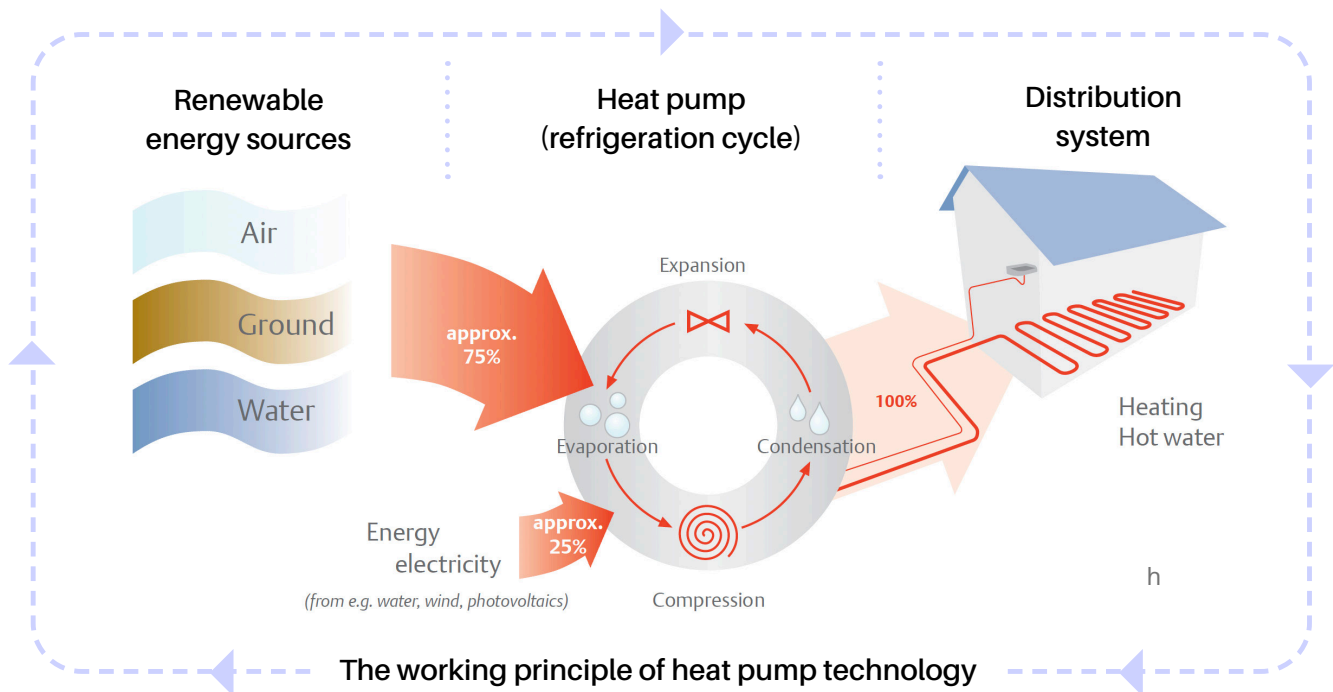 Renewable
energy sources
Heat pump
(refrigeration cycle)
Distribution
system
Air
Ground
Water
approx.
75%
Expansion
Evaporation
Condensation
Compression
Energy
electricity
(from e.g. water, wind, photovoltaics)
approx.
25%
100%
Heating
Hot water
h
The working principle of heat pump technology